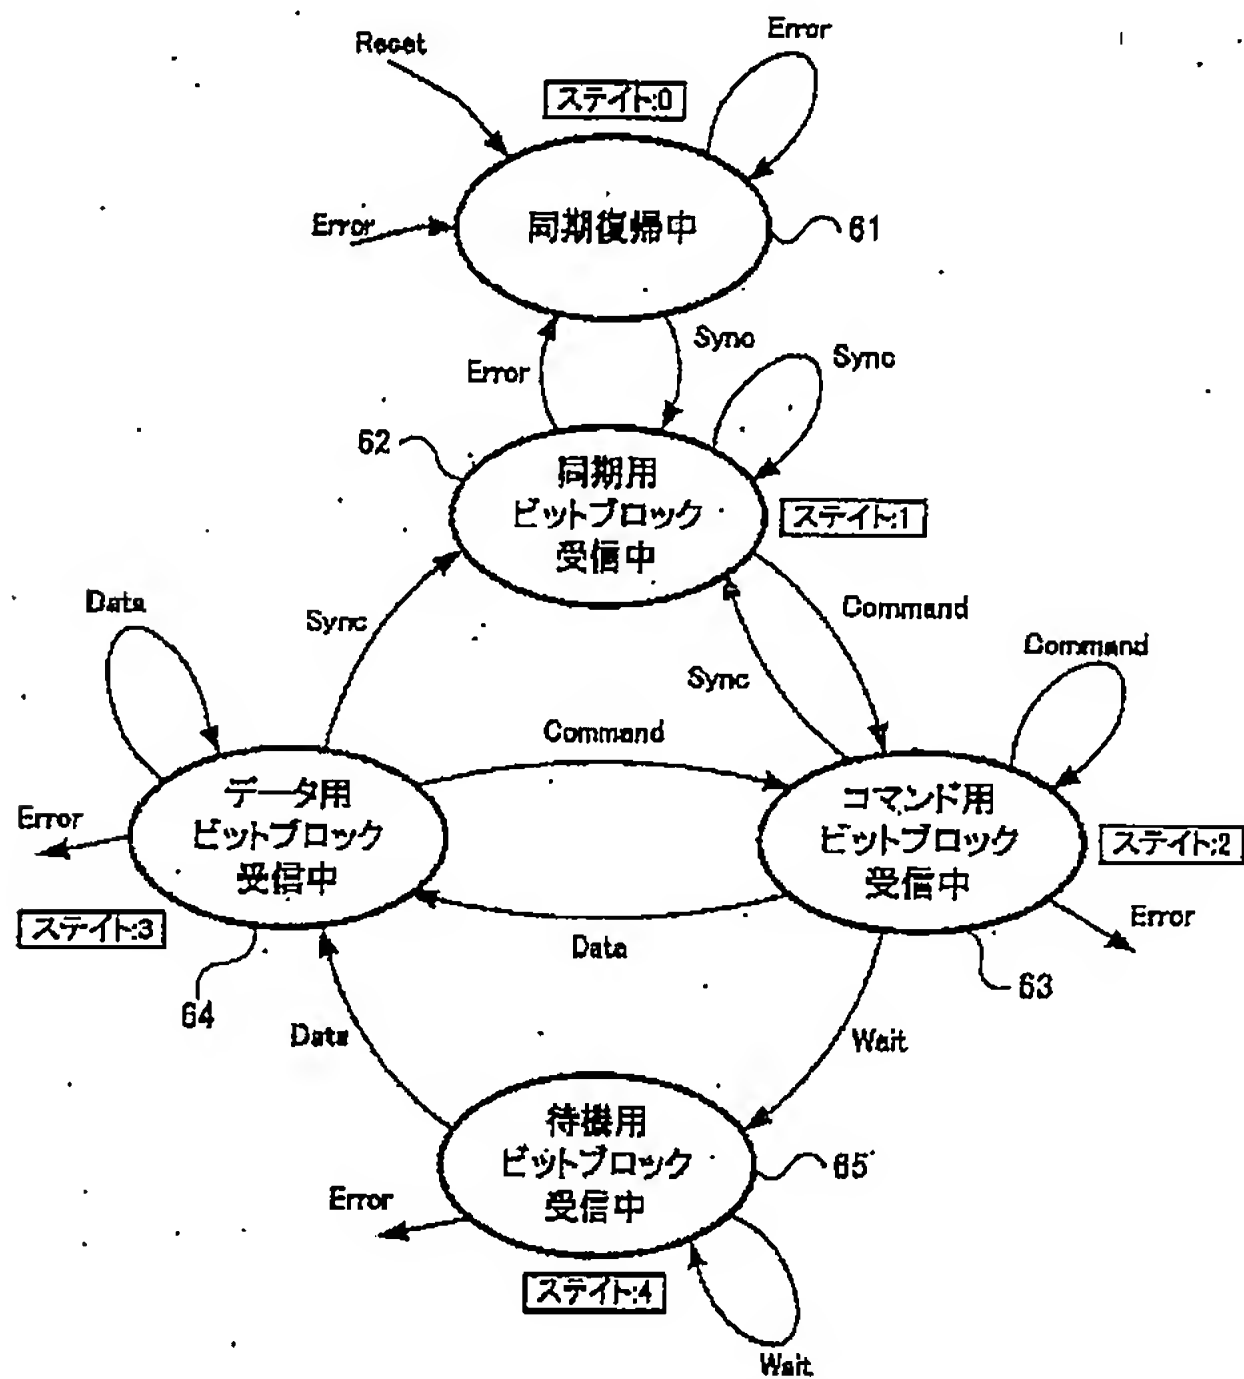 Reset
Error
ステイト:0
Error
同期復帰中
61
Error
Sync
Sync
62
同期用
ビットブロック
受信中
ステイト:1
Data
Sync
Command
Sync
Command
Command
データ用
ビットブロック
受信中
Error
ステイト:3
64
コマンド用
ビットブロック
受信中
ステイト:2
Error
63
Data
Data
Wait
待機用
ビットブロック
受信中
65
Error
ステイト:4
Wait